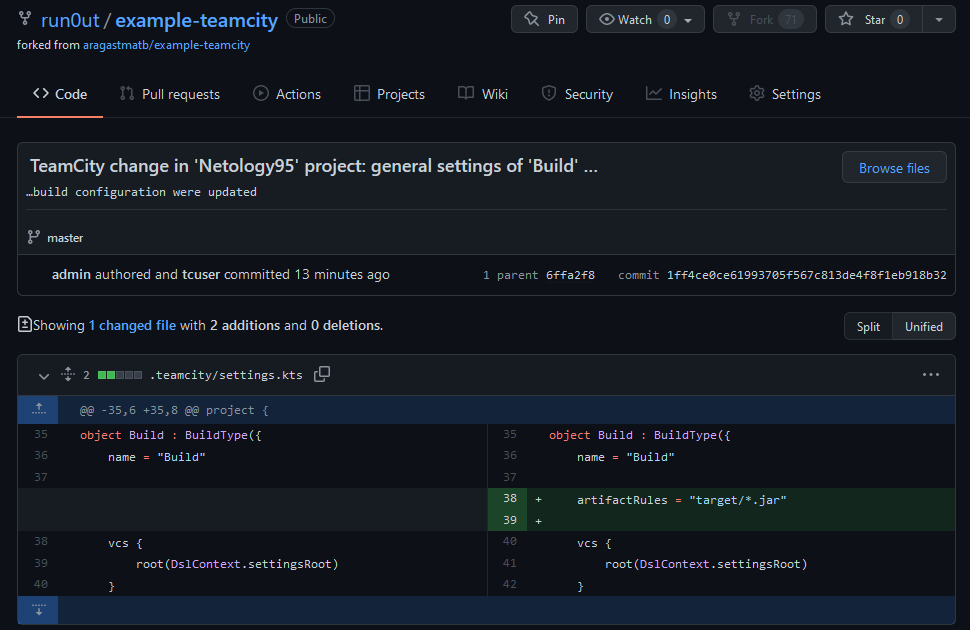 run0ut / example-teamcity Public
Pin Watch 0 Fork 71 Star 0
forked from aragastmatb/example-teamcity
Code Pull requests Actions Projects Wiki Security Insights Settings
TeamCity change in 'Netology95' project: general settings of 'Build' ...
Browse files
…build configuration were updated
master
admin authored and tcuser committed 13 minutes ago 1 parent 6ffa2f8 commit 1ff4ce0ce61993705f567c813de4f8f1eb918b32
Showing 1 changed file with 2 additions and 0 deletions.
Split Unified
2 .teamcity/settings.kts
@@ -35,6 +35,8 @@ project {
35 object Build : BuildType({ 35 object Build : BuildType({
36 name = "Build" 36 name = "Build"
37 37
38 + artifactRules = "target/*.jar"
39 +
38 vcs { 40 vcs {
39 root(DslContext.settingsRoot) 41 root(DslContext.settingsRoot)
40 } 42 }